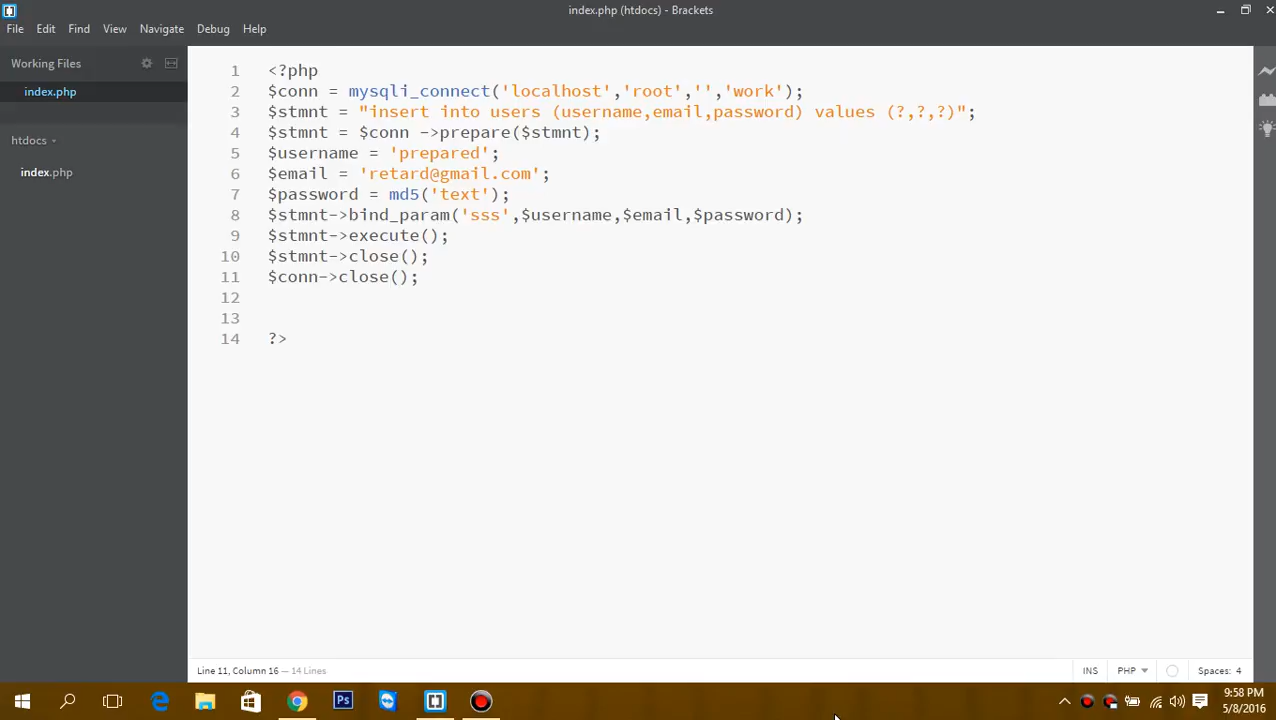 index.php (htdocs) - Brackets
File Edit Find View Navigate Debug Help
Working Files
index.php
htdocs
index.php
1 <?php
2 $conn = mysqli_connect('localhost','root','','work');
3 $stmnt = "insert into users (username,email,password) values (?,?,?)";
4 $stmnt = $conn ->prepare($stmnt);
5 $username = 'prepared';
6 $email = 'retard@gmail.com';
7 $password = md5('text');
8 $stmnt->bind_param('sss',$username,$email,$password);
9 $stmnt->execute();
10 $stmnt->close();
11 $conn->close();
12
13
14 ?>
Line 11, Column 16 — 14 Lines
INS PHP Spaces: 4
Ps
9:58 PM
5/8/2016